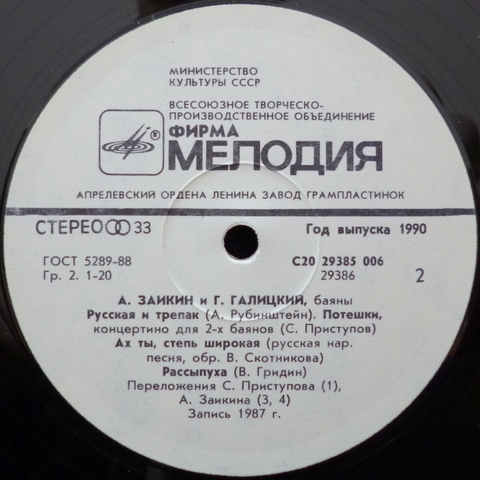 МИНИСТЕРСТВО
КУЛЬТУРЫ СССР
ВСЕСОЮЗНОЕ ТВОРЧЕСКО-
ПРОИЗВОДСТВЕННОЕ ОБЪЕДИНЕНИЕ
® ФИРМА
МЕЛОДИЯ
АПРЕЛЕВСКИЙ ОРДЕНА ЛЕНИНА ЗАВОД ГРАМПЛАСТИНОК
СТЕРЕО 33 Год выпуска 1990
ГОСТ 5289-88 С20 29385 006
Гр. 2. 1-20 29386 2
А. ЗАИКИН и Г. ГАЛИЦКИЙ, баяны
Русская и трепак (А. Рубинштейн). Потешки,
концертино для 2-х баянов (С. Приступов)
Ах ты, степь широкая (русская нар.
песня, обр. В. Скотникова)
Рассыпуха (В. Гридин)
Переложения С. Приступова (1),
А. Заикина (3, 4)
Запись 1987 г.